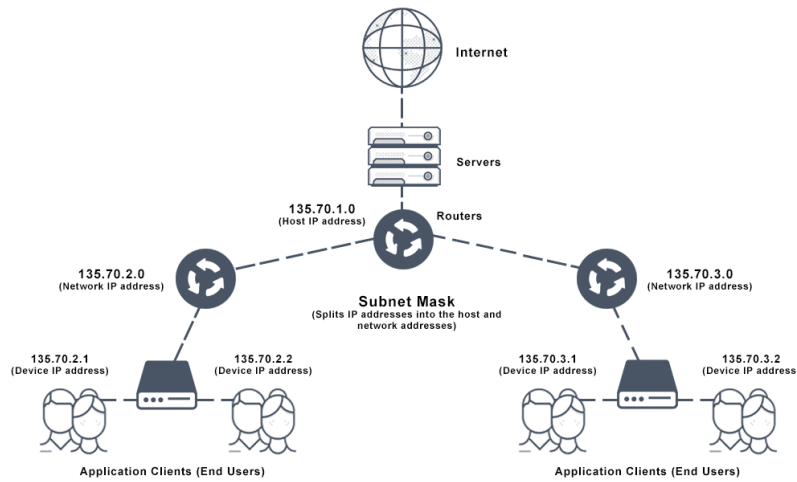 Internet
Servers
135.70.1.0
(Host IP address)
Routers
135.70.2.0
(Network IP address)
135.70.3.0
(Network IP address)
Subnet Mask
(Splits IP addresses into the host and
network addresses)
135.70.2.1
(Device IP address)
135.70.2.2
(Device IP address)
135.70.3.1
(Device IP address)
135.70.3.2
(Device IP address
Application Clients (End Users)
Application Clients (End Users)